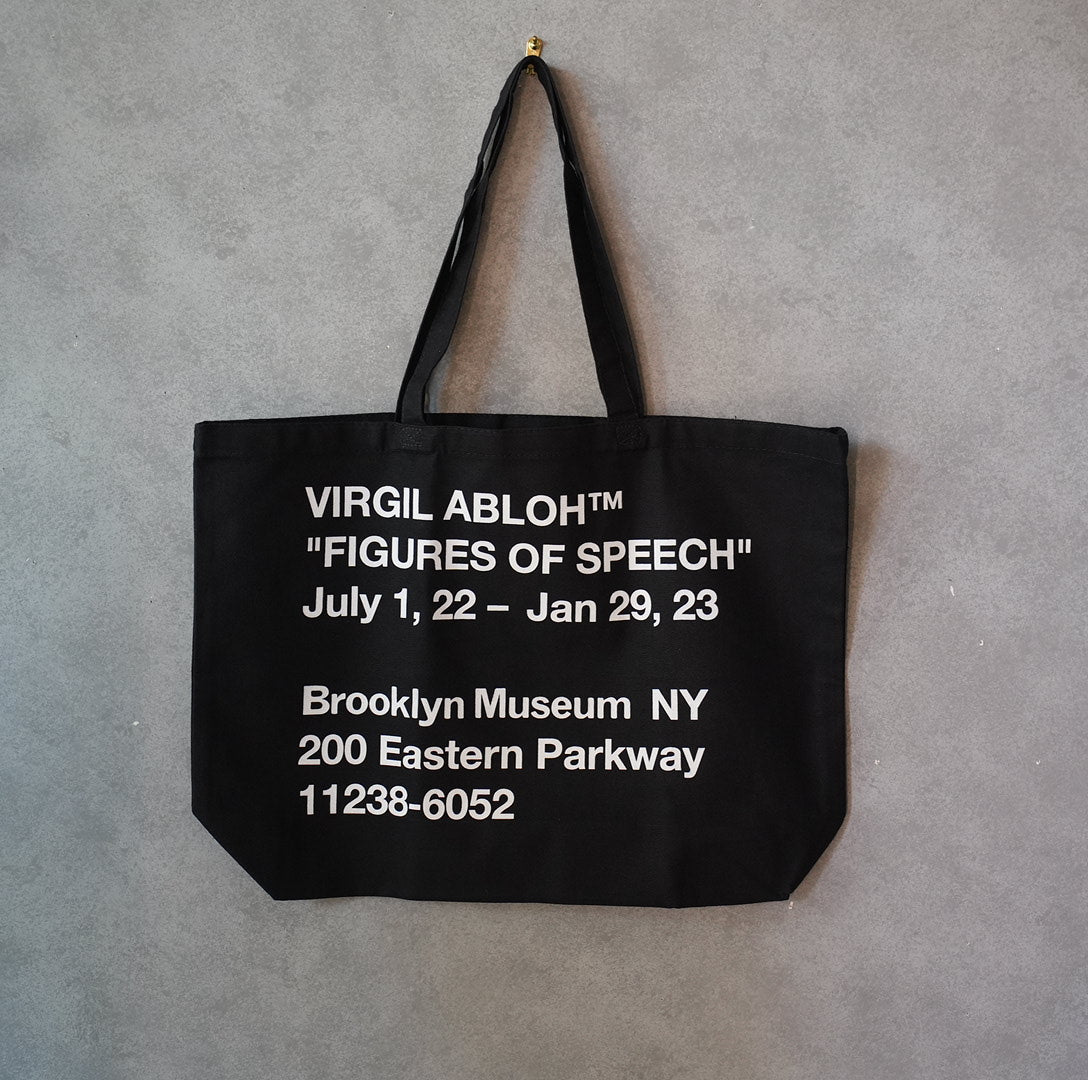 VIRGIL ABLOH™
"FIGURES OF SPEECH"
July 1, 22 – Jan 29, 23
Brooklyn Museum NY
200 Eastern Parkway
11238-6052